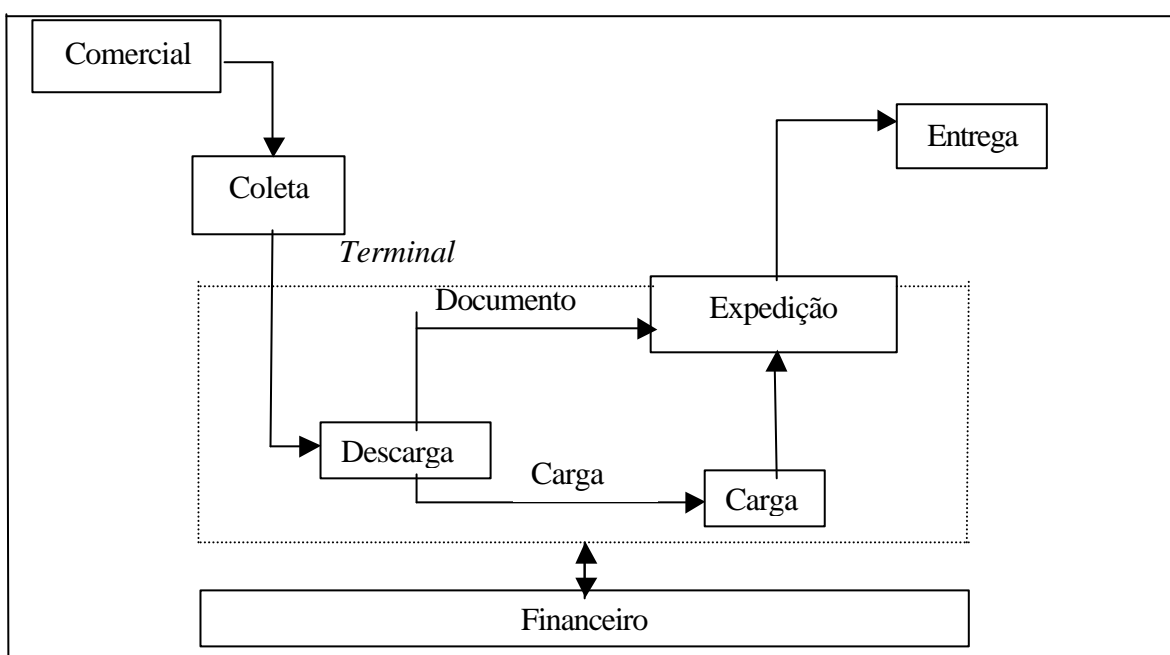 Comercial
Entrega
Coleta
Terminal
Documento
Expedição
Descarga
Carga
Carga
Financeiro